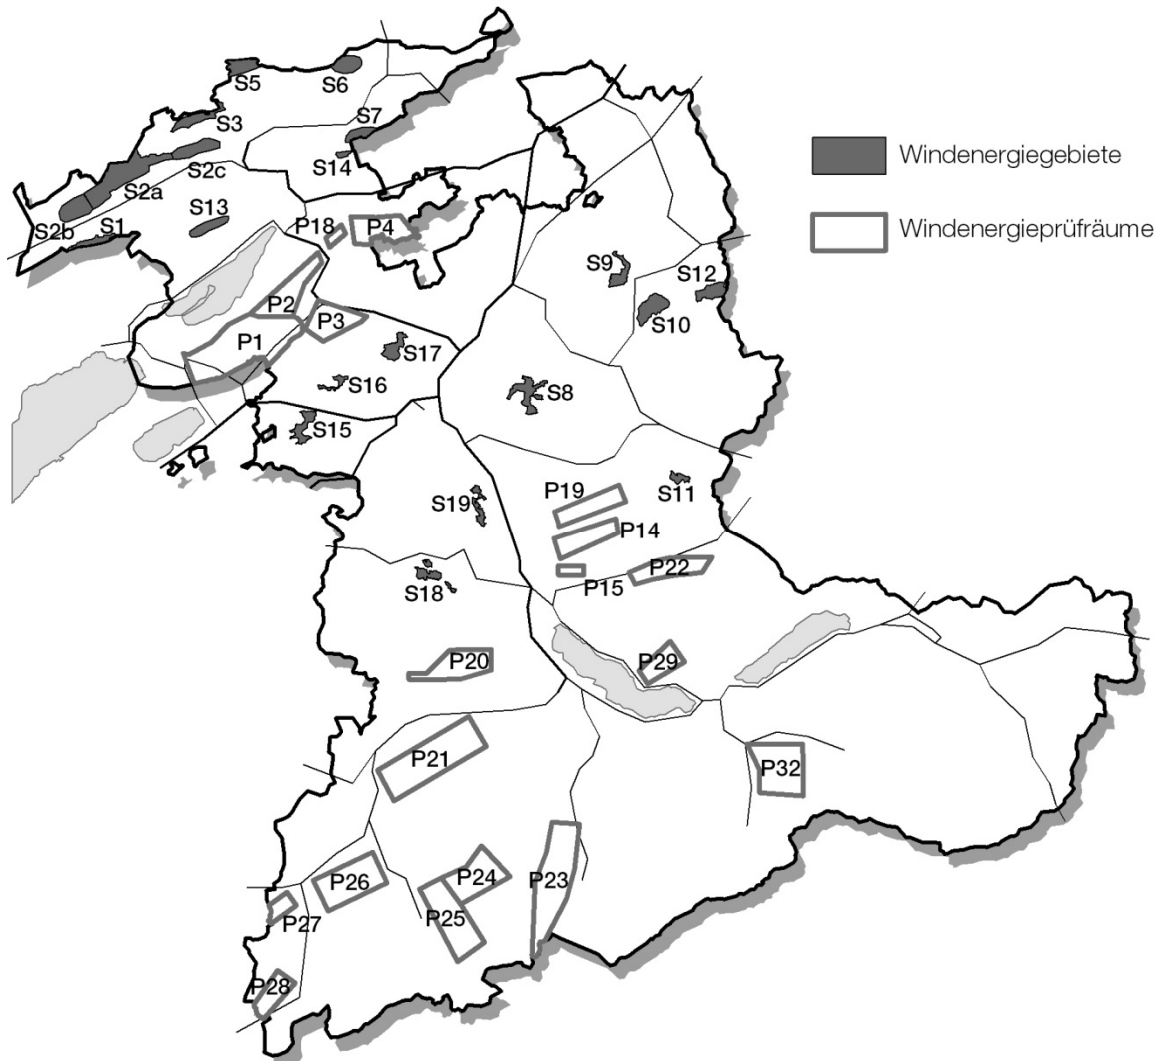 S5
S6
S3
S7
S14
S2c
S2a
S2b
S1
S13
P18
P4
P2
P3
P1
S17
S16
S15
S9
S12
S10
S8
S11
P19
P14
P15
P22
S19
S18
P20
P29
P21
P32
P26
P24
P23
P25
P27
P28
Windenergiegebiete
Windenergieprüfräume